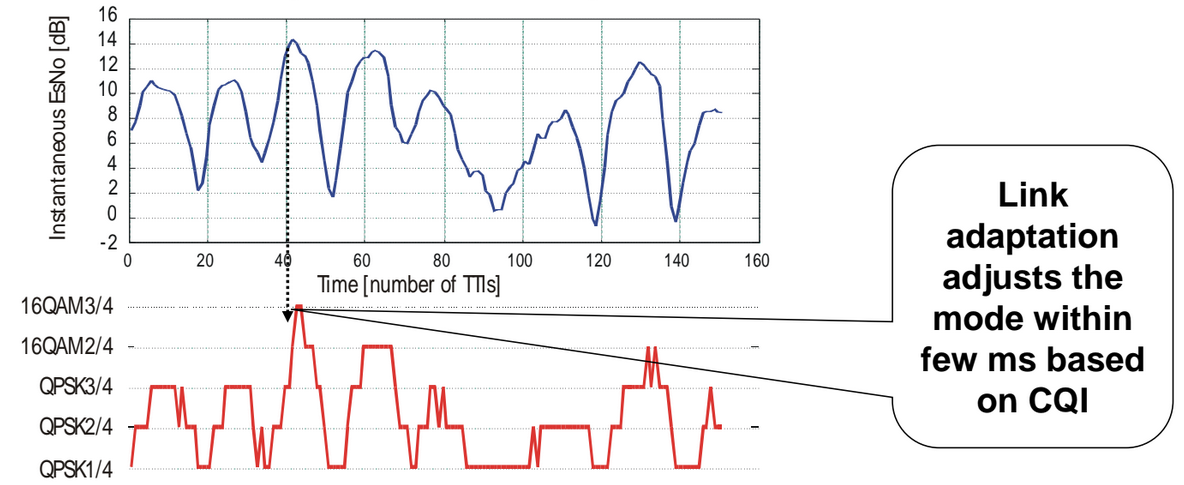 Instantaneous EsNo [dB]
16
14
12
10
8
6
4
2
0
-2
0 20 40 60 80 100 120 140 160
Time [number of TTIs]
16QAM3/4
16QAM2/4
QPSK3/4
QPSK2/4
QPSK1/4
Link
adaptation
adjusts the
mode within
few ms based
on CQI